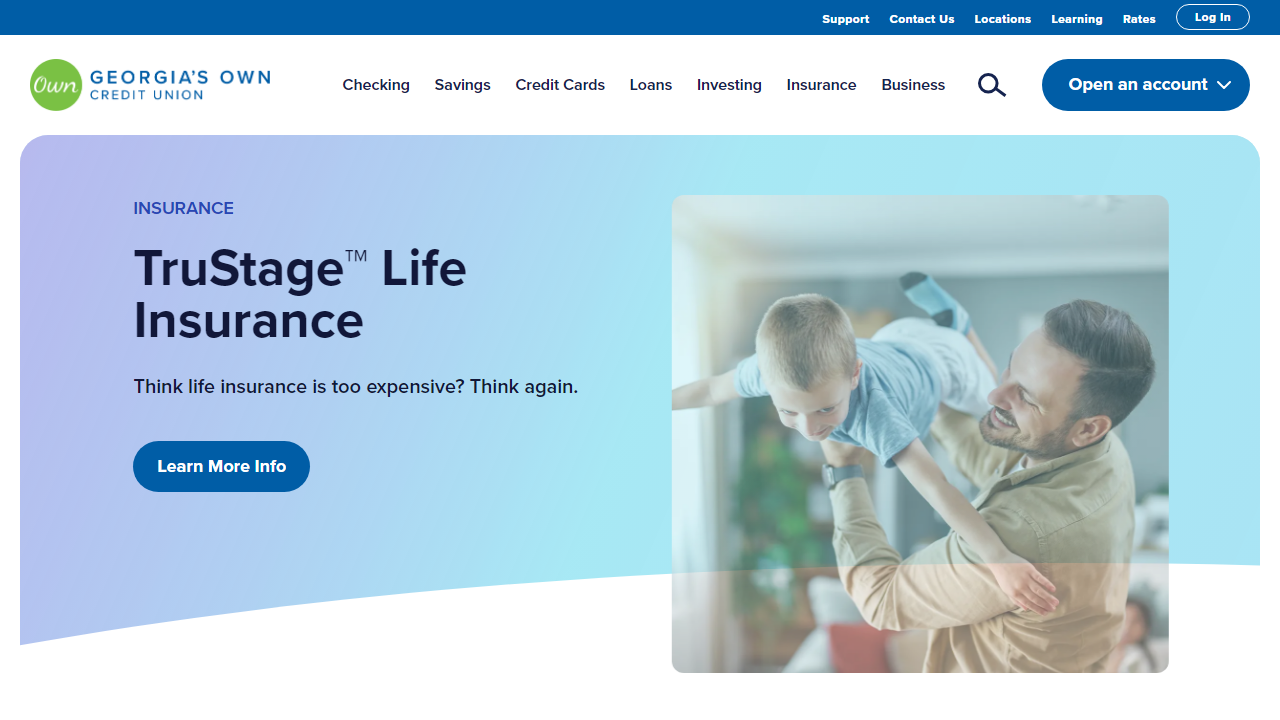 Support Contact Us Locations Learning Rates Log In
Own GEORGIA'S OWN
CREDIT UNION
Checking Savings Credit Cards Loans Investing Insurance Business Open an account
INSURANCE
TruStage™ Life
Insurance
Think life insurance is too expensive? Think again.
Learn More Info